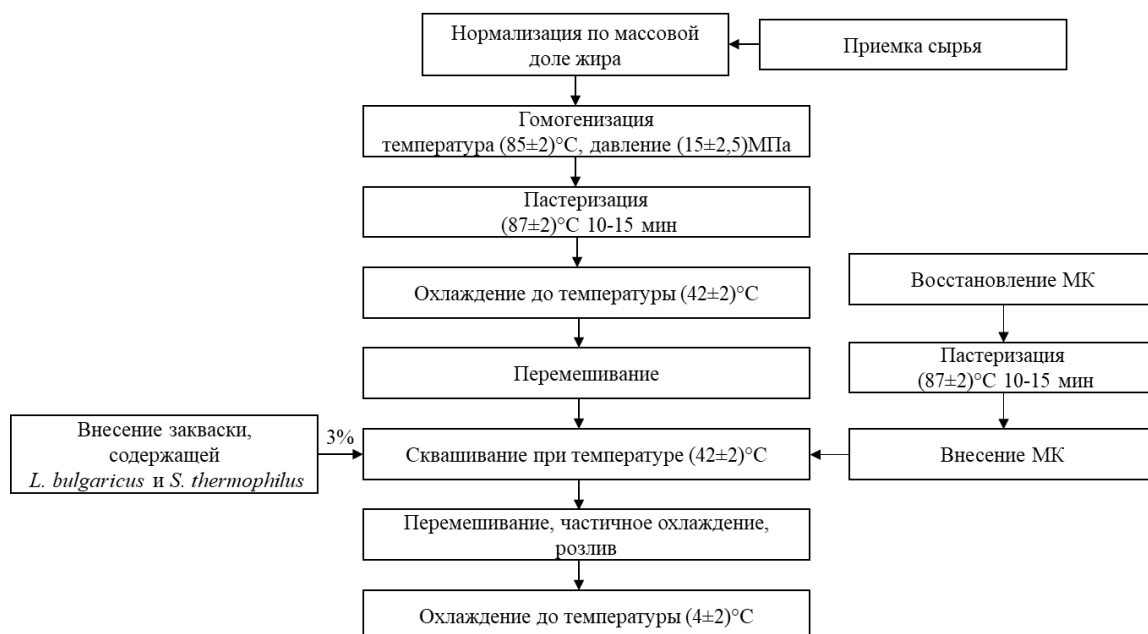 Нормализация по массовой
доле жира
Приемка сырья
Гомогенизация
температура (85±2)°С, давление (15±2,5)МПа
Пастеризация
(87±2)°С 10-15 мин
Охлаждение до температуры (42±2)°С
Восстановление МК
Перемешивание
Пастеризация
(87±2)°С 10-15 мин
Внесение закваски,
содержащей
L. bulgaricus и S. thermophilus
3%
Сквашивание при температуре (42±2)°С
Внесение МК
Перемешивание, частичное охлаждение,
розлив
Охлаждение до температуры (4±2)°С